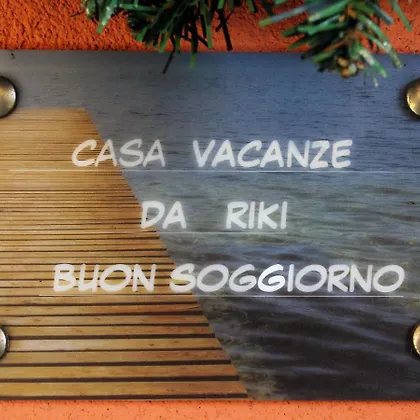 CASA VACANZE
DA RIKI
BUON SOGGIORNO